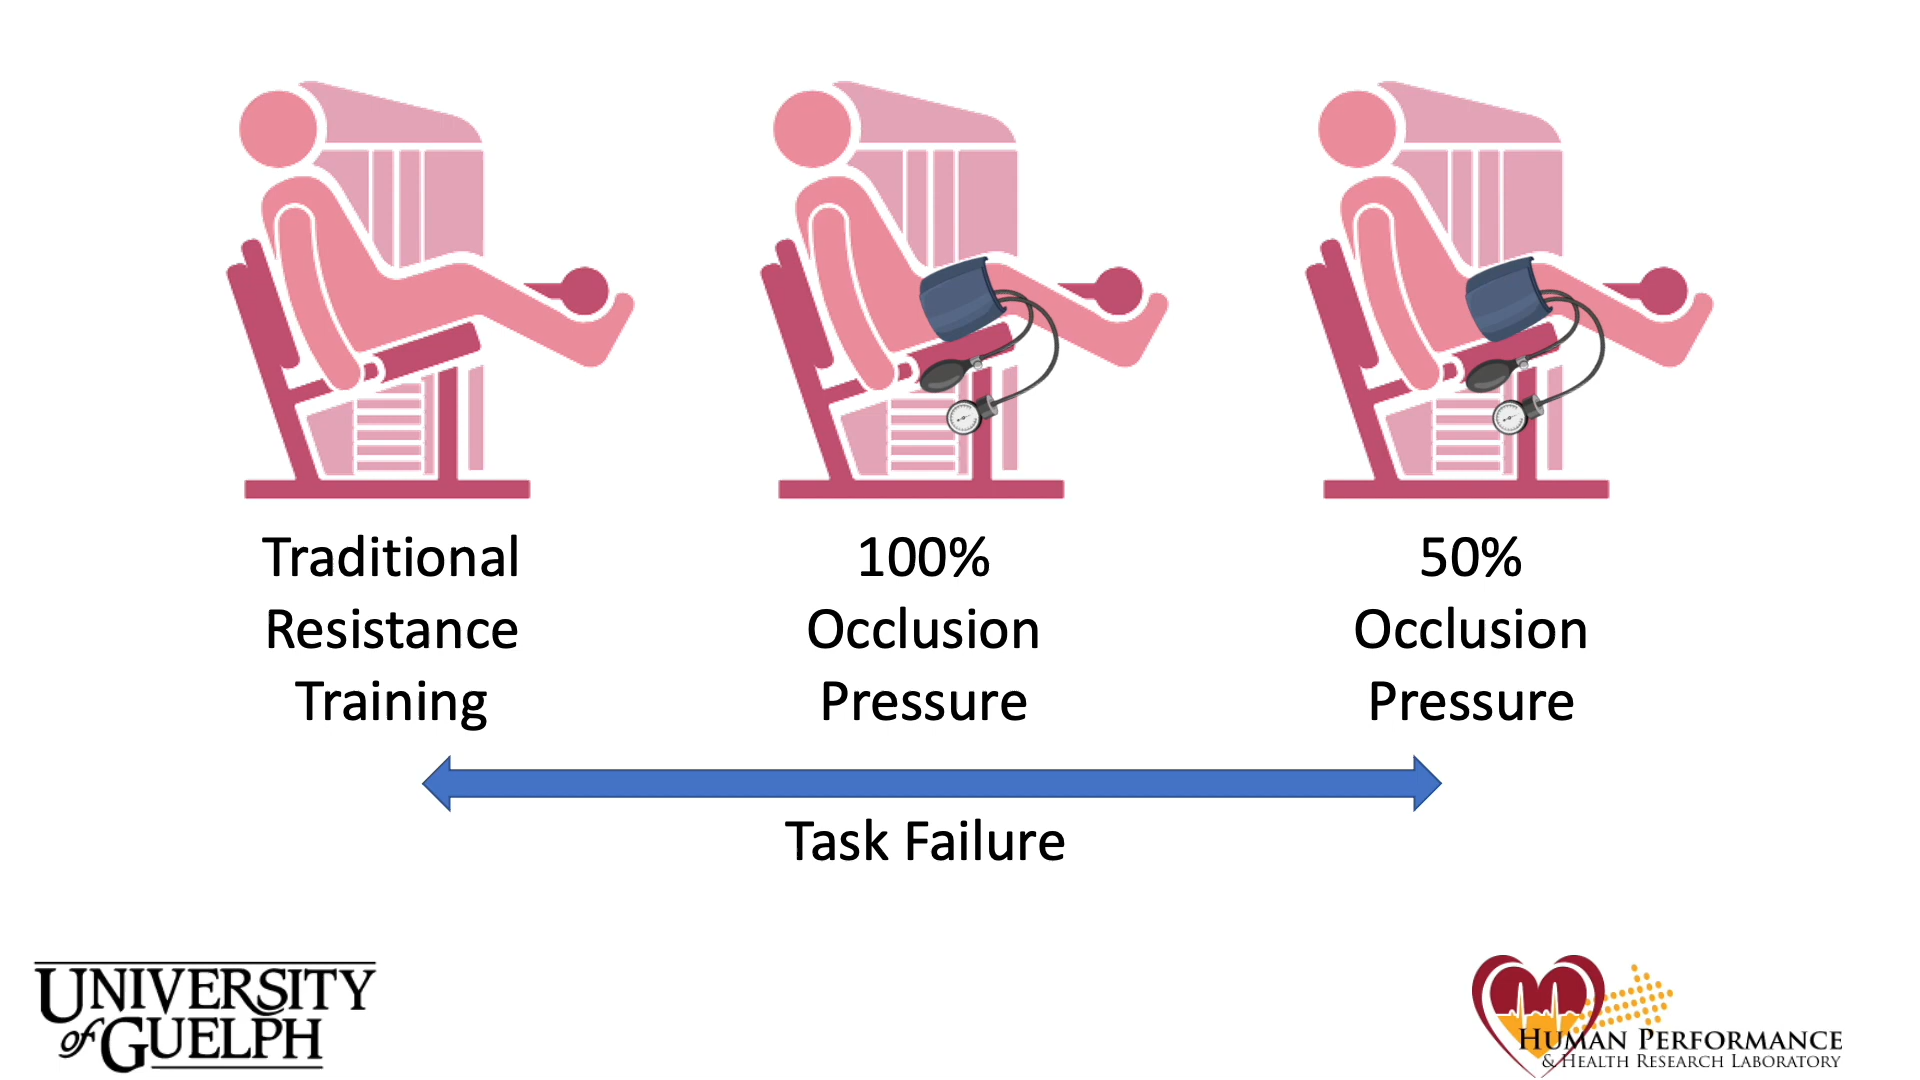 Traditional
Resistance
Training
100%
Occlusion
Pressure
50%
Occlusion
Pressure
Task Failure
UNIVERSITY
of GUELPH
HUMAN PERFORMANCE
& HEALTH RESEARCH LABORATORY